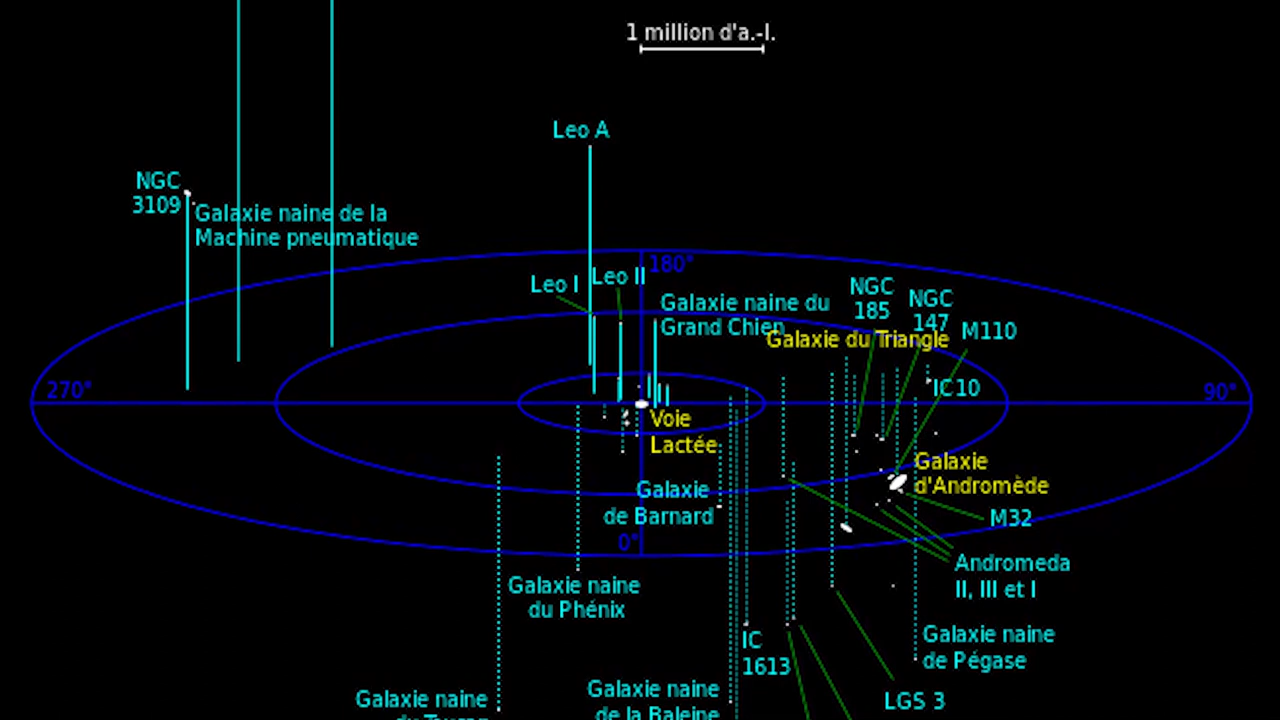 1 million d'a.-l.
Leo A
NGC
3109
Galaxie naine de la
Machine pneumatique
180°
Leo I
Leo II
Galaxie naine du
Grand Chien
NGC
185
NGC
147
M110
Galaxie du Triangle
270°
IC10
90°
Voie
Lactée
Galaxie
d'Andromède
Galaxie
de Barnard
M32
0°
Andromeda
II, III et I
Galaxie naine
du Phénix
IC
1613
Galaxie naine
de Pégase
Galaxie naine
de la Baleine
LGS 3
Galaxie naine